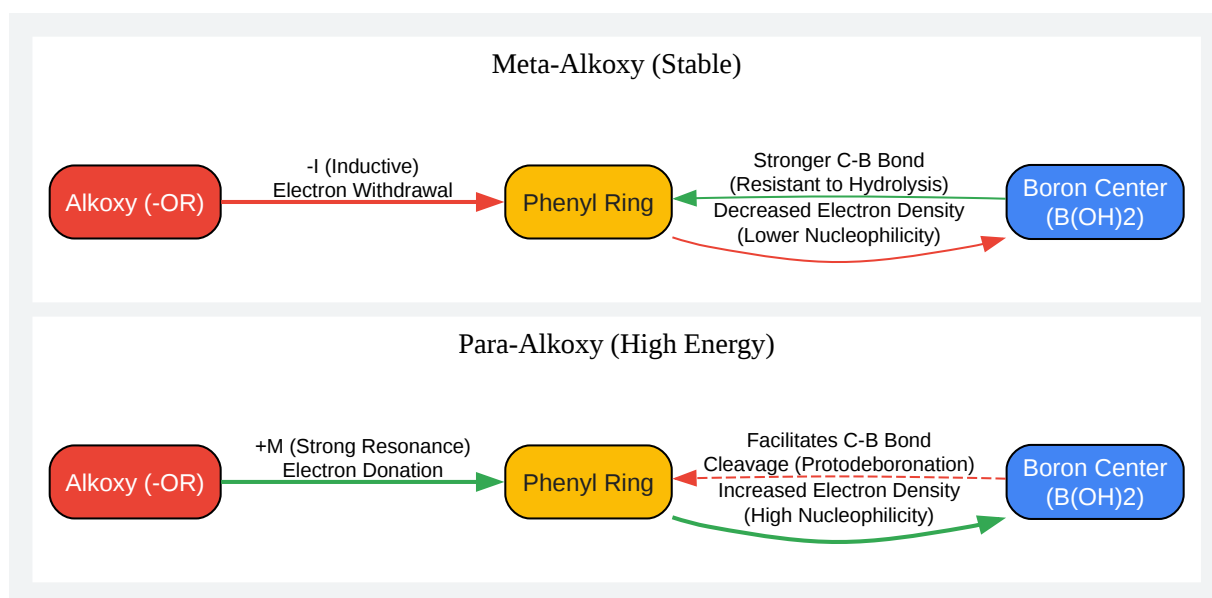 Meta-Alkoxy (Stable)
Alkoxy (-OR)
-I (Inductive)
Electron Withdrawal
Phenyl Ring
Stronger C-B Bond
(Resistant to Hydrolysis)
Decreased Electron Density
(Lower Nucleophilicity)
Boron Center
(B(OH)2)
Para-Alkoxy (High Energy)
Alkoxy (-OR)
+M (Strong Resonance)
Electron Donation
Phenyl Ring
Facilitates C-B Bond
Cleavage (Protodeboronation)
Increased Electron Density
(High Nucleophilicity)
Boron Center
(B(OH)2)